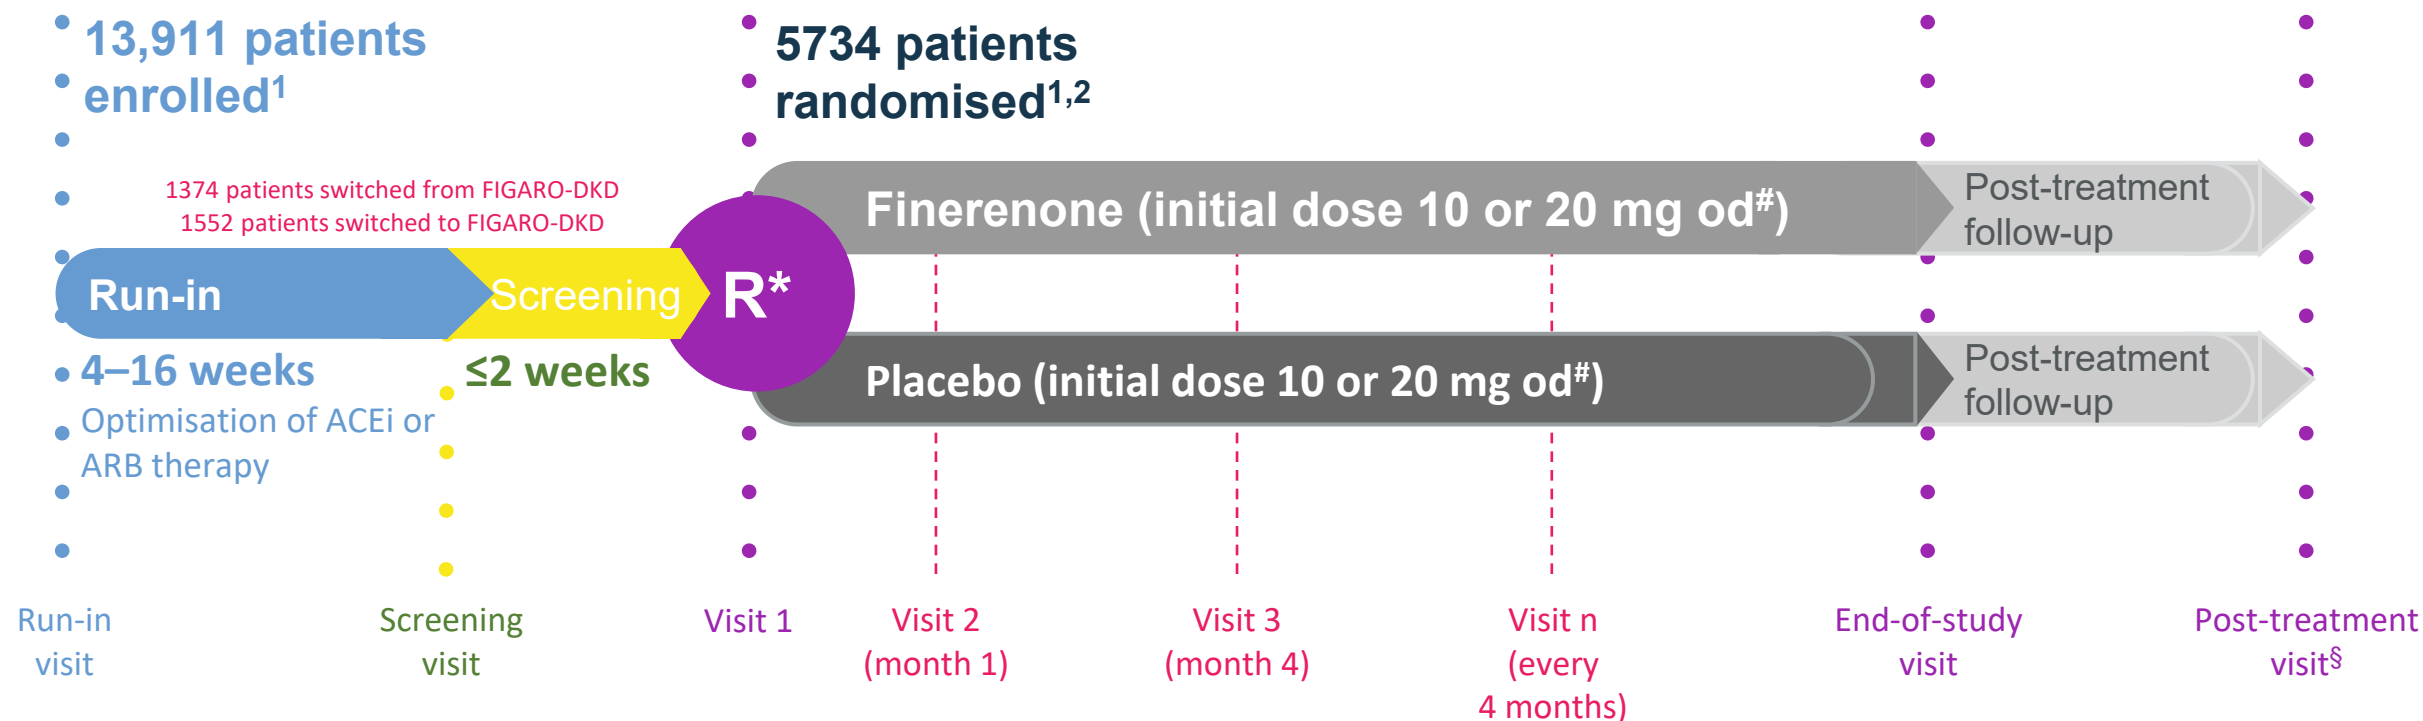 13,911 patients
enrolled¹
5734 patients
randomised¹,²
1374 patients switched from FIGARO-DKD
1552 patients switched to FIGARO-DKD
Run-in
Screening
R*
Finerenone (initial dose 10 or 20 mg od#)
Post-treatment
follow-up
Placebo (initial dose 10 or 20 mg od#)
Post-treatment
follow-up
4–16 weeks
Optimisation of ACEi or
ARB therapy
≤2 weeks
Run-in
visit
Screening
visit
Visit 1
Visit 2
(month 1)
Visit 3
(month 4)
Visit n
(every
4 months)
End-of-study
visit
Post-treatment
visit§